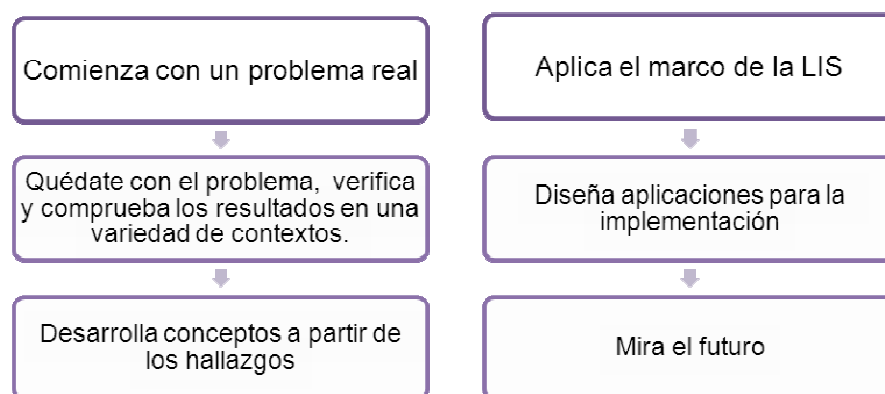 Comienza con un problema real
Quédate con el problema, verifica
y comprueba los resultados en una
variedad de contextos.
Desarrolla conceptos a partir de
los hallazgos
Aplica el marco de la LIS
Diseña aplicaciones para la
implementación
Mira el futuro